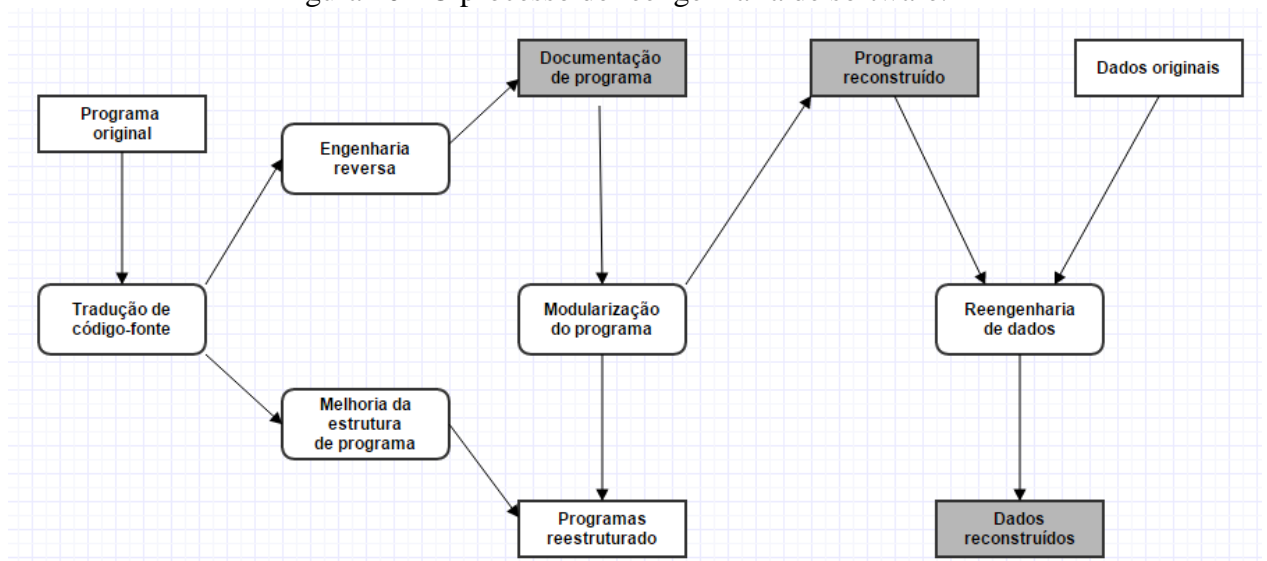 Documentação
de programa
Programa
reconstruído
Dados originais
Programa
original
Engenharia
reversa
Tradução de
código-fonte
Modularização
do programa
Reengenharia
de dados
Melhoria da
estrutura
de programa
Programas
reestruturado
Dados
reconstruídos